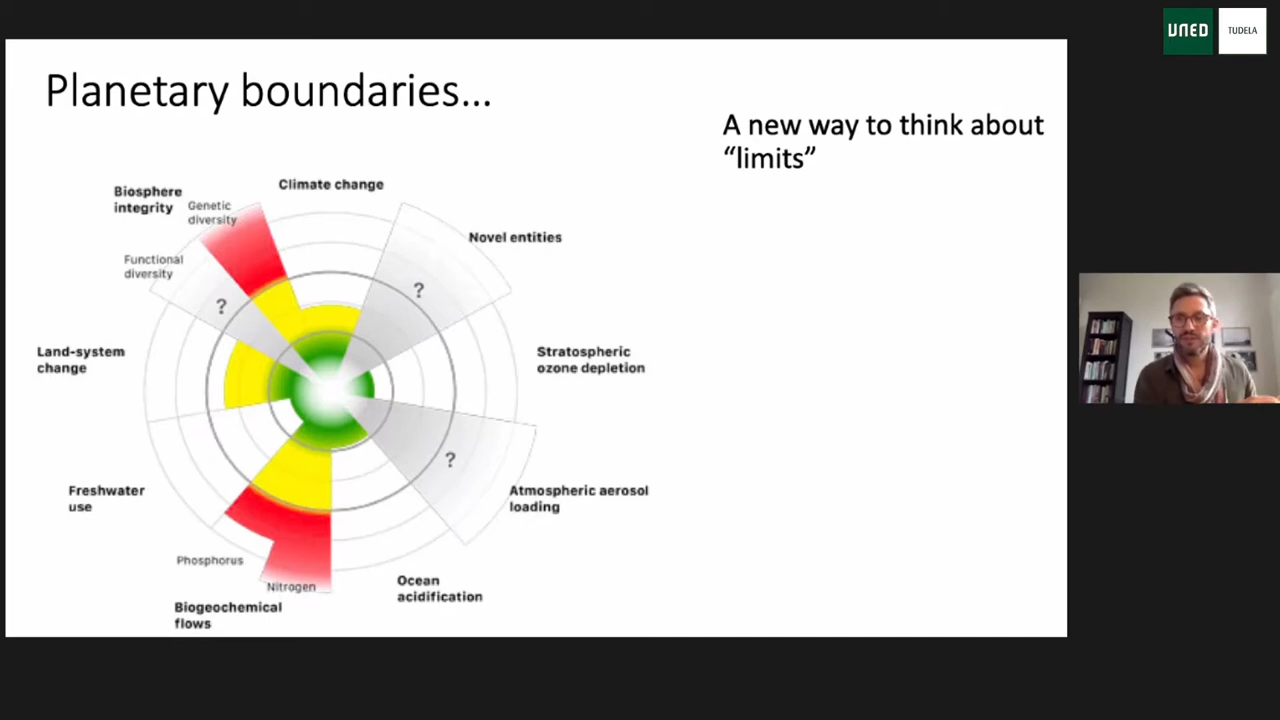 UNED
TUDELA
Planetary boundaries...
A new way to think about
“limits”
Climate change
Biosphere
integrity
Genetic
diversity
Novel entities
Functional
diversity
?
?
Land-system
change
Stratospheric
ozone depletion
?
Freshwater
use
Atmospheric aerosol
loading
Phosphorus
Nitrogen
Ocean
acidification
Biogeochemical
flows